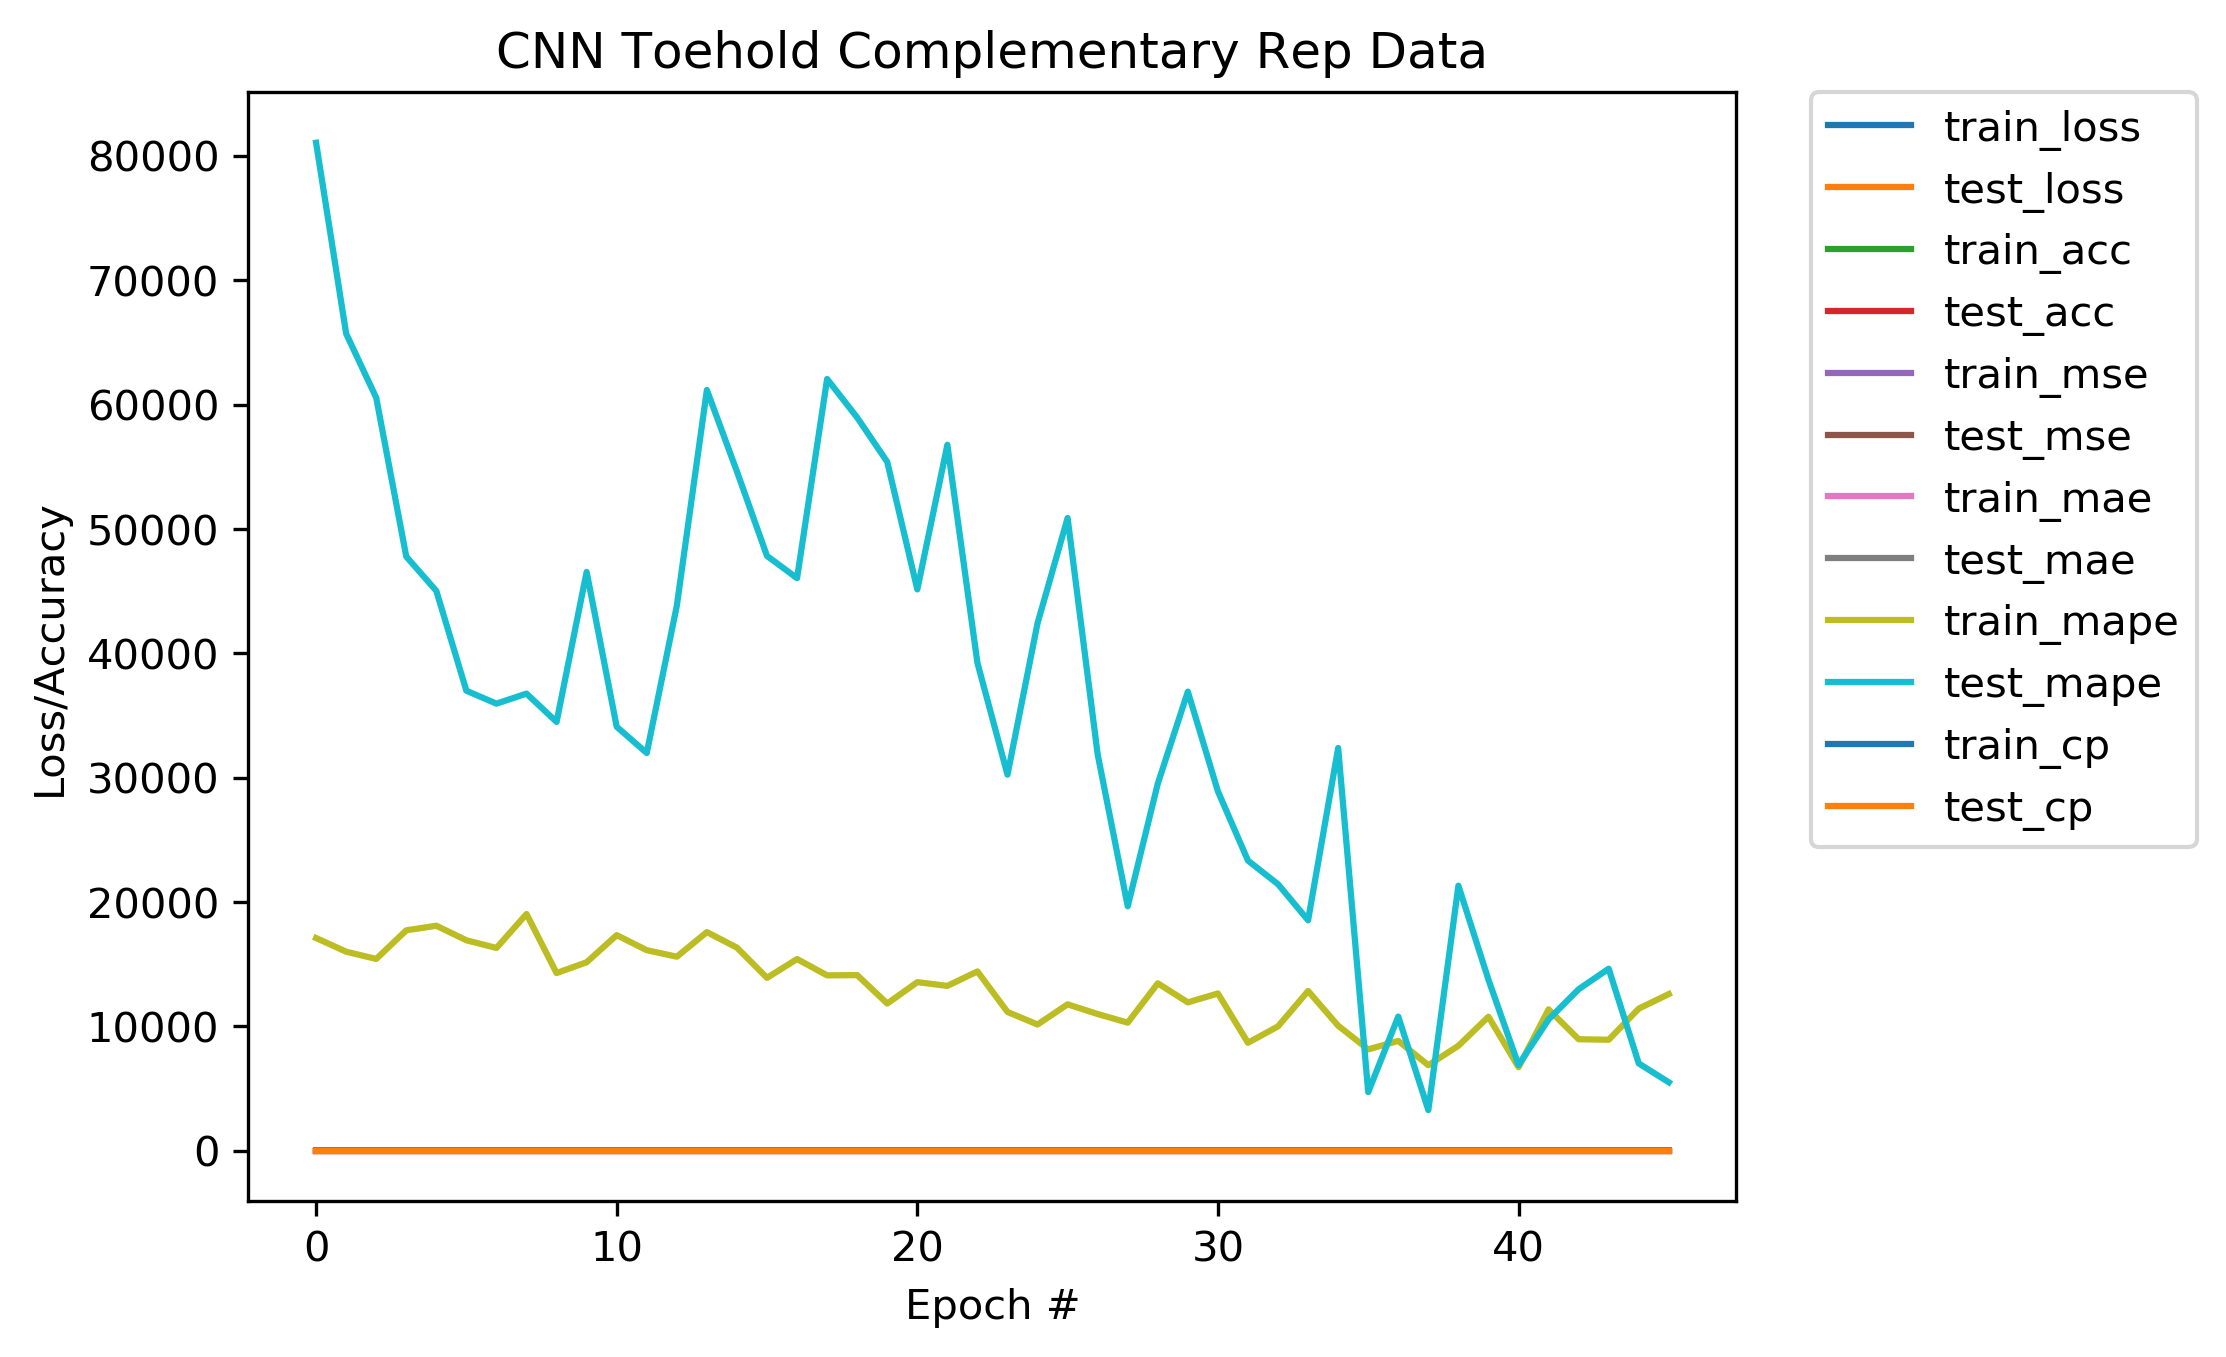 CNN Toehold Complementary Rep Data
Loss/Accuracy
80000
70000
60000
50000
40000
30000
20000
10000
0
0 10 20 30 40
Epoch #
train_loss
test_loss
train_acc
test_acc
train_mse
test_mse
train_mae
test_mae
train_mape
test_mape
train_cp
test_cp